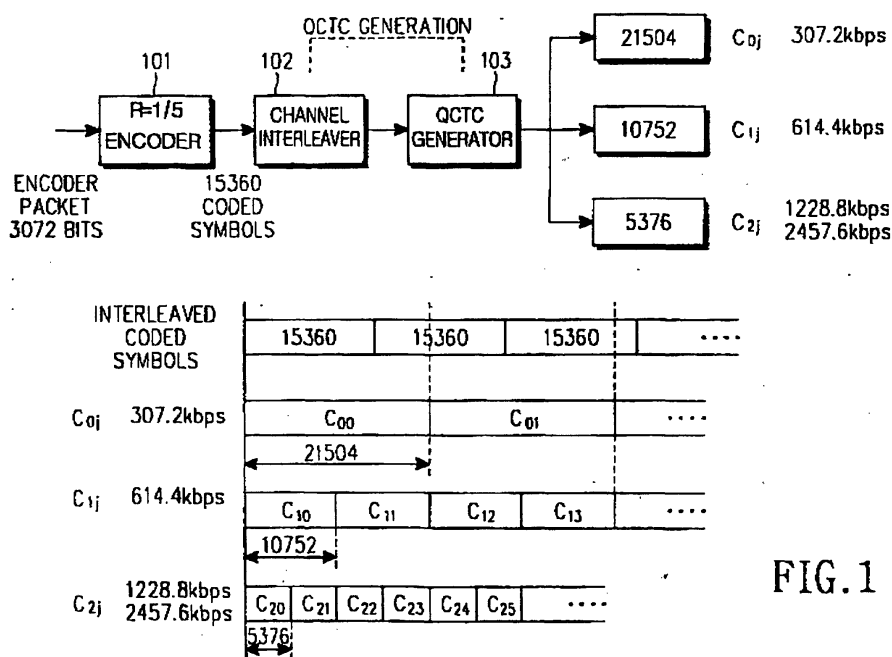 QCTC GENERATION
101
102
103
R=1/5
ENCODER
CHANNEL
INTERLEAVER
QCTC
GENERATOR
ENCODER
PACKET
3072 BITS
15360
CODED
SYMBOLS
21504 C0j 307.2kbps
10752 C1j 614.4kbps
5376 C2j 1228.8kbps
2457.6kbps
INTERLEAVED
CODED
SYMBOLS
15360 15360 15360 ....
C0j 307.2kbps C00 C01 ....
21504
C1j 614.4kbps C10 C11 C12 C13 ....
10752
C2j 1228.8kbps
2457.6kbps
C20 C21 C22 C23 C24 C25 ....
5376
FIG.1